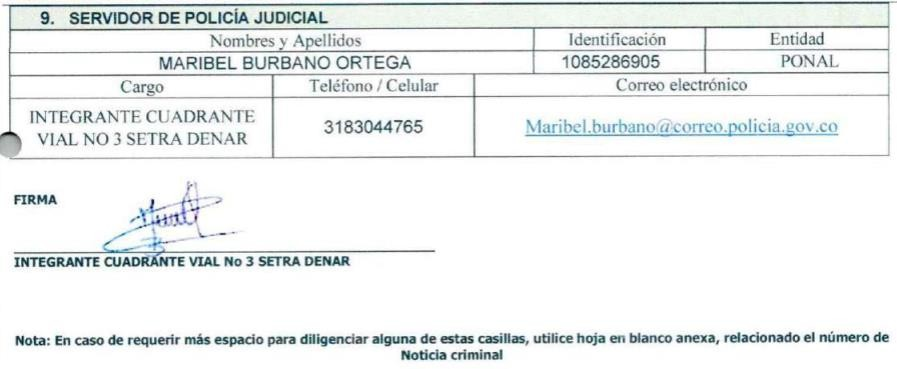 9. SERVIDOR DE POLICÍA JUDICIAL
Nombres y Apellidos Identificación Entidad
MARIBEL BURBANO ORTEGA 1085286905 PONAL
Cargo Teléfono / Celular Correo electrónico
INTEGRANTE CUADRANTE
VIAL NO 3 SETRA DENAR 3183044765 Maribel.burbano@correo.policia.gov.co
FIRMA
INTEGRANTE CUADRANTE VIAL No 3 SETRA DENAR
Nota: En caso de requerir más espacio para diligenciar alguna de estas casillas, utilice hoja en blanco anexa, relacionado el número de
Noticia criminal